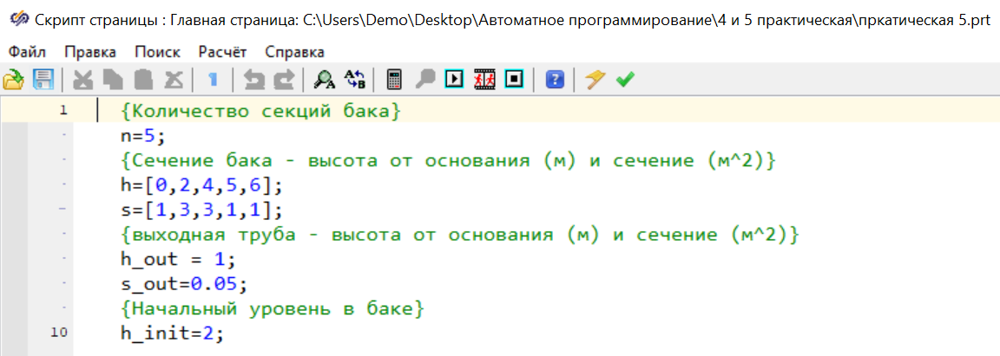 Скрипт страницы : Главная страница: C:\Users\Demo\Desktop\Автоматное программирование\4 и 5 практическая\пркатическая 5.prt
Файл Правка Поиск Расчёт Справка
1 {Количество секций бака}
n=5;
{Сечение бака - высота от основания (м) и сечение (м^2)}
h=[0,2,4,5,6];
s=[1,3,3,1,1];
{выходная труба - высота от основания (м) и сечение (м^2)}
h_out = 1;
s_out=0.05;
{Начальный уровень в баке}
10 h_init=2;